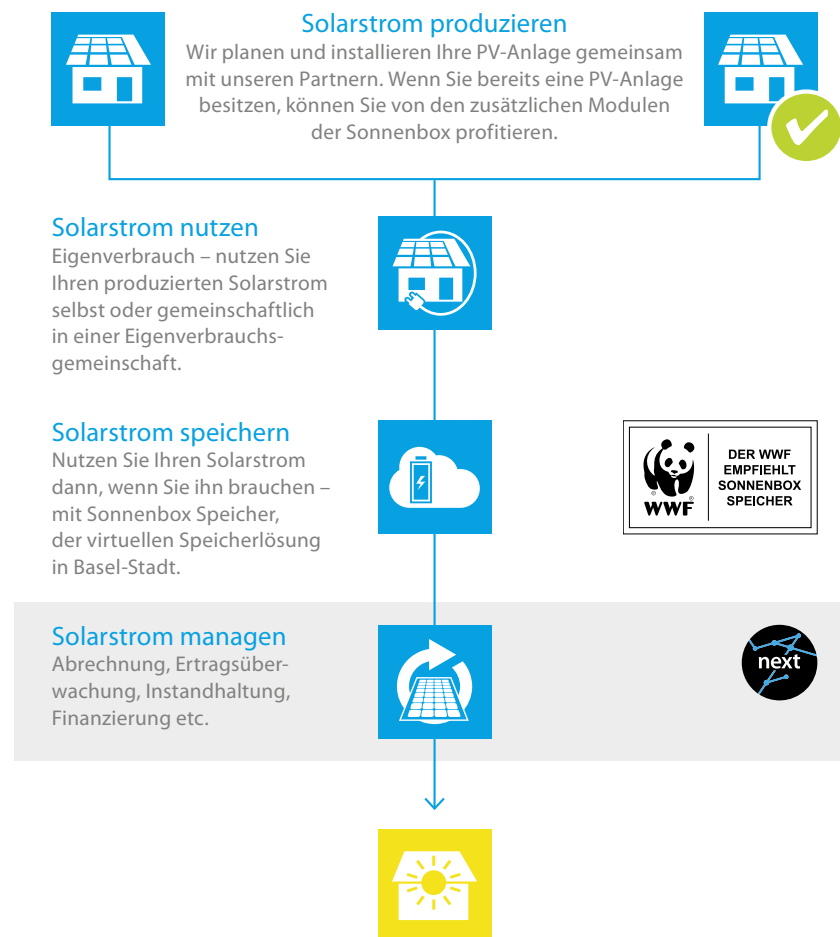 Solarstrom produzieren
Wir planen und installieren Ihre PV-Anlage gemeinsam
mit unseren Partnern. Wenn Sie bereits eine PV-Anlage
besitzen, können Sie von den zusätzlichen Modulen
der Sonnenbox profitieren.
Solarstrom nutzen
Eigenverbrauch – nutzen Sie
Ihren produzierten Solarstrom
selbst oder gemeinschaftlich
in einer Eigenverbrauchs-
gemeinschaft.
Solarstrom speichern
Nutzen Sie Ihren Solarstrom
dann, wenn Sie ihn brauchen –
mit Sonnenbox Speicher,
der virtuellen Speicherlösung
in Basel-Stadt.
WWF
DER WWF
EMPFIEHLT
SONNENBOX
SPEICHER
Solarstrom managen
Abrechnung, Ertragsüber-
wachung, Instandhaltung,
Finanzierung etc.
next